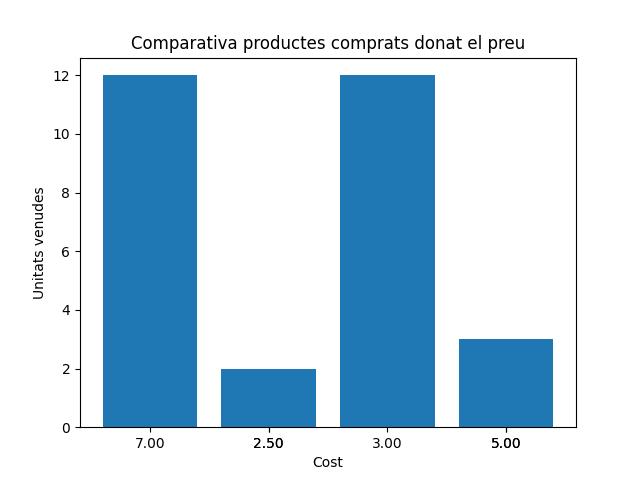 Comparativa productes comprats donat el preu
Unitats venudes
12
10
8
6
4
2
0
7.00 2.50 3.00 5.00
Cost